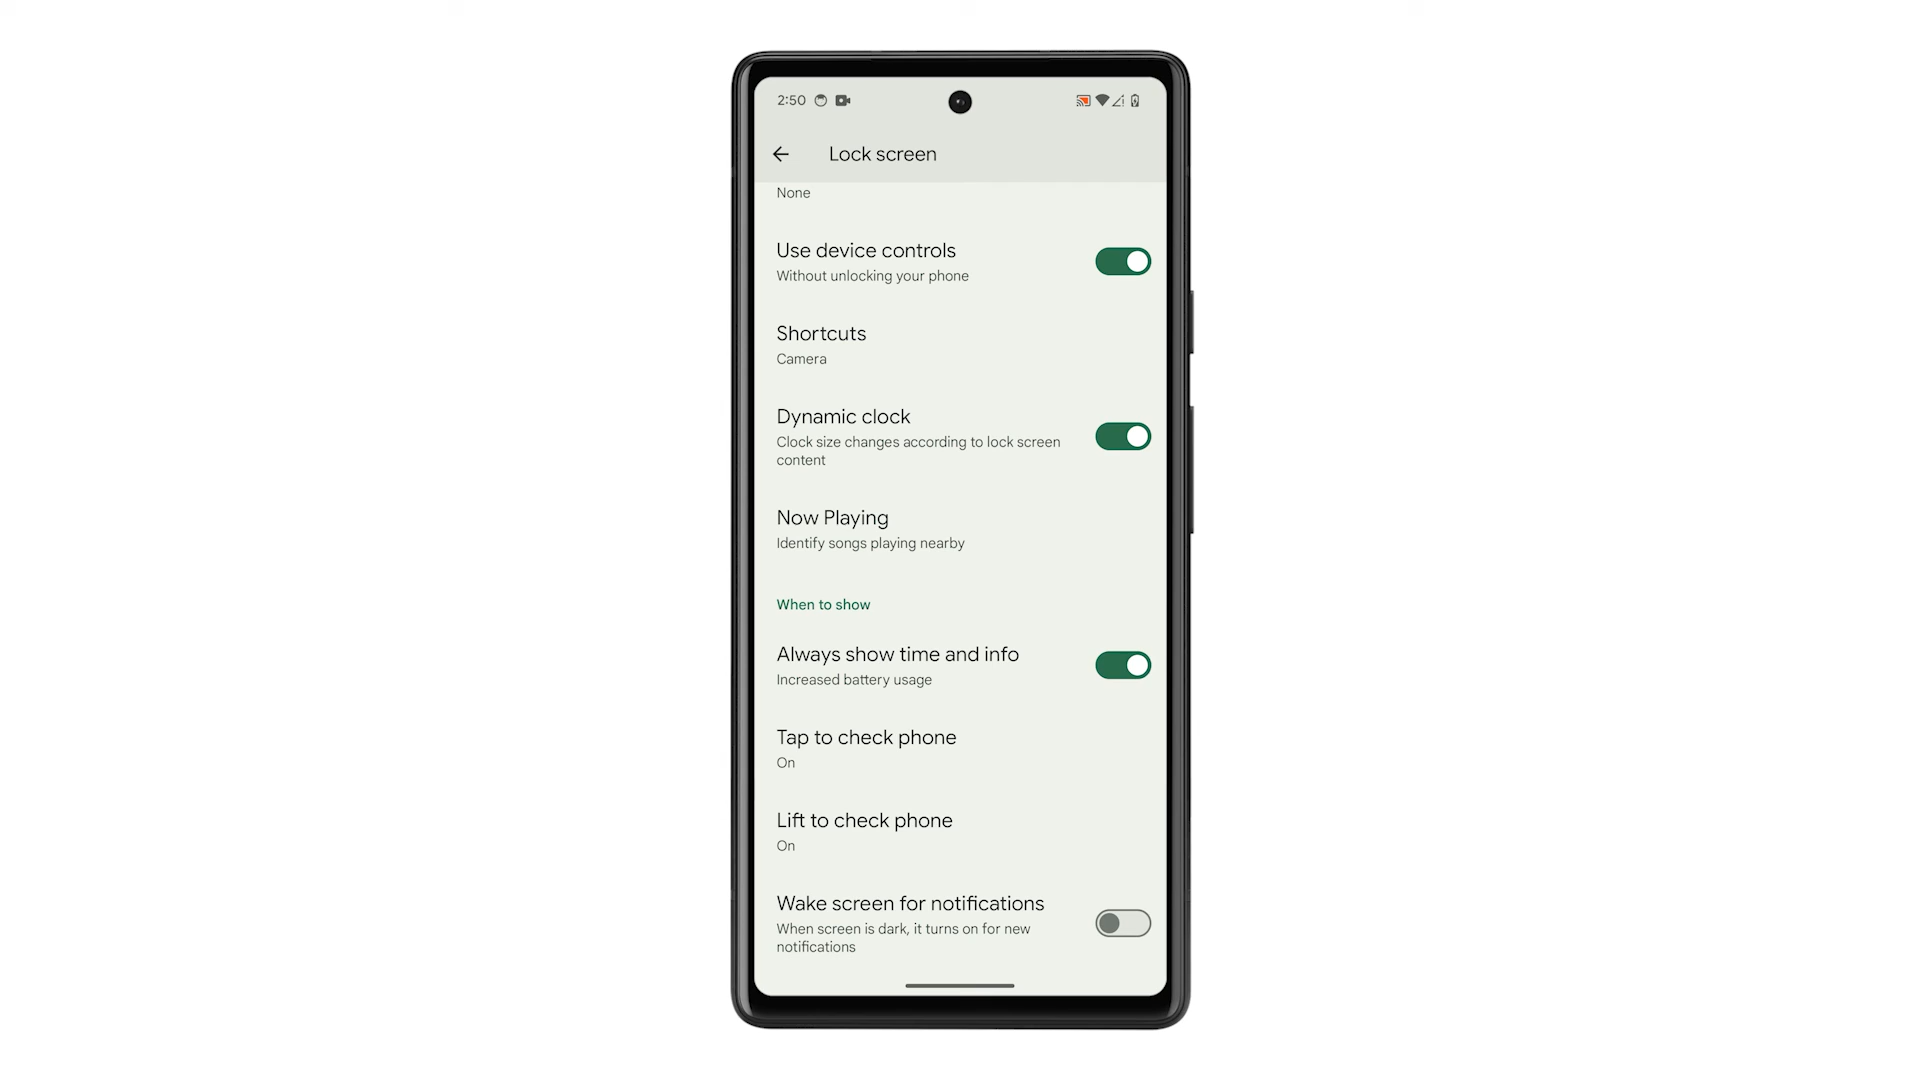 2:50
Lock screen
None
Use device controls
Without unlocking your phone
Shortcuts
Camera
Dynamic clock
Clock size changes according to lock screen
content
Now Playing
Identify songs playing nearby
When to show
Always show time and info
Increased battery usage
Tap to check phone
On
Lift to check phone
On
Wake screen for notifications
When screen is dark, it turns on for new
notifications